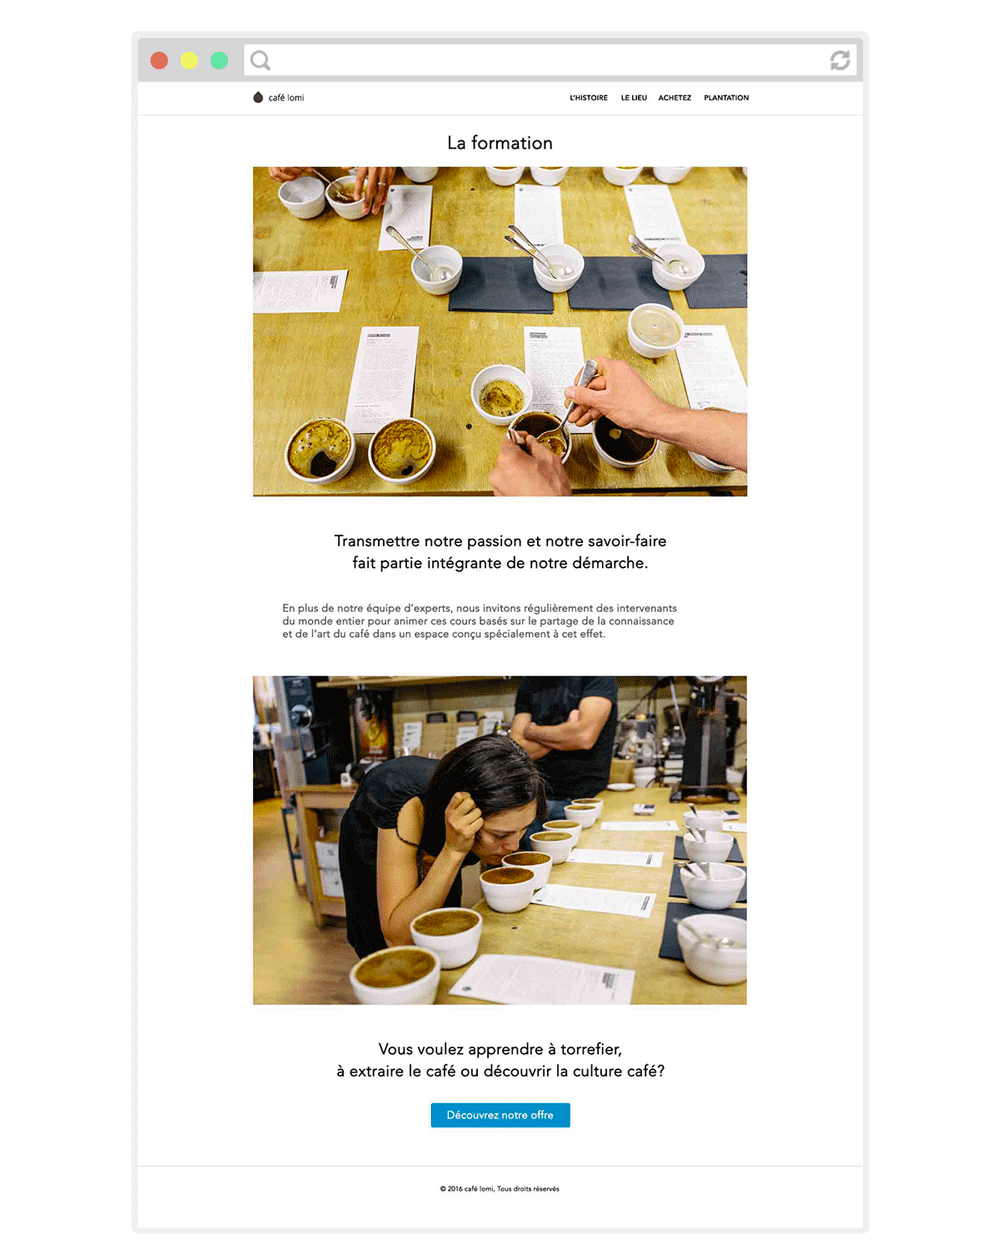 café lomi
L'HISTOIRE LE LIEU ACHETEZ PLANTATION
La formation
Transmettre notre passion et notre savoir-faire
fait partie intégrante de notre démarche.
En plus de notre équipe d'experts, nous invitons régulièrement des intervenants
du monde entier pour animer ces cours basés sur le partage de la connaissance
et de l'art du café dans un espace conçu spécialement à cet effet.
Vous voulez apprendre à torrefier,
à extraire le café ou découvrir la culture café?
Découvrez notre offre
© 2016 café lomi, Tous droits réservés